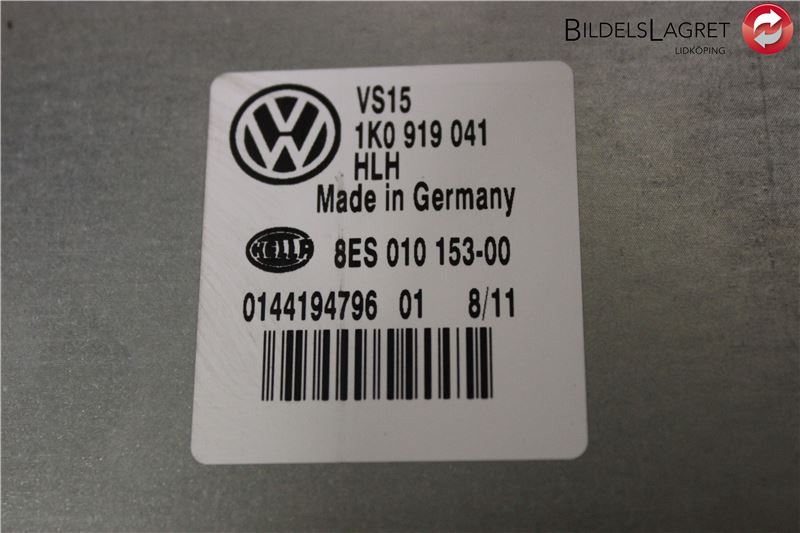 BILDELSLAGRET
LIDKÖPING
VS15
1K0 919 041
HLH
Made in Germany
HELLA 8ES 010 153-00
0144194796 01 8/11